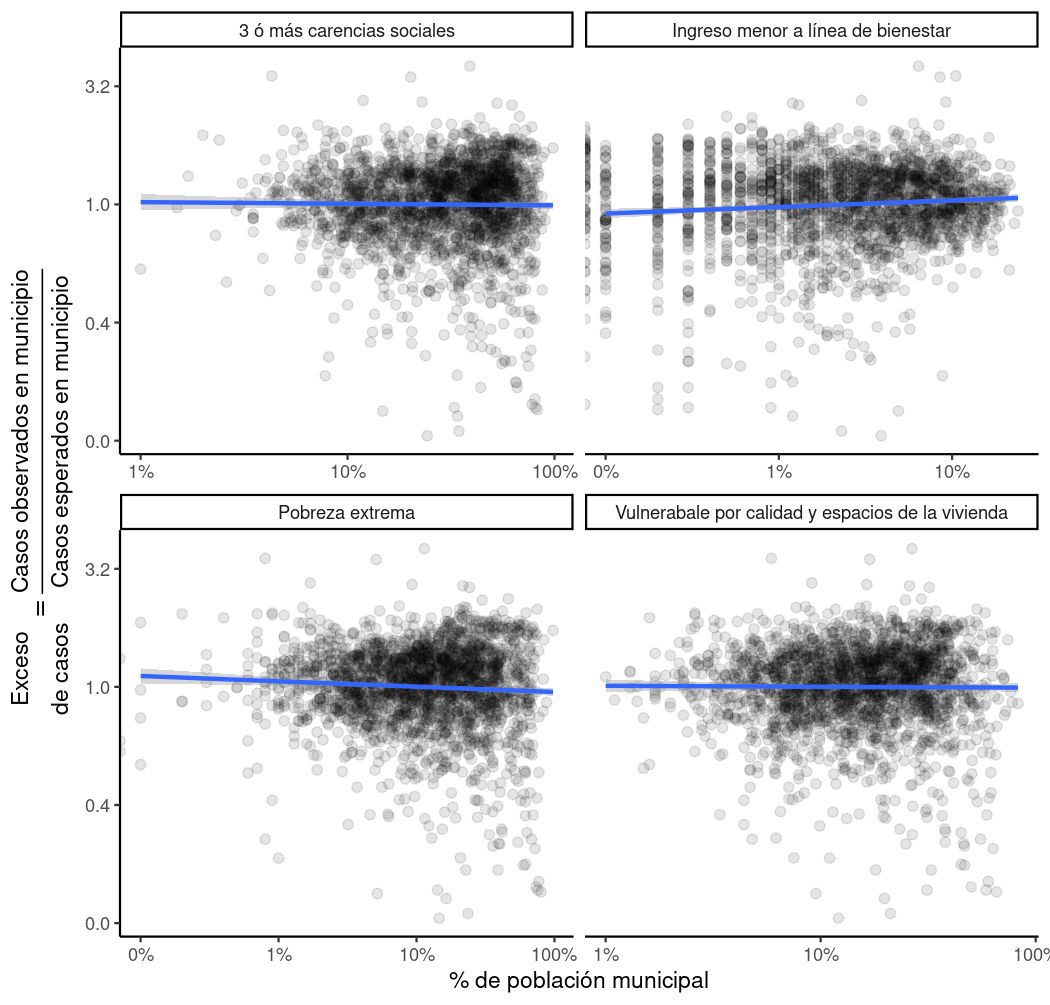 3 ó más carencias sociales
Ingreso menor a línea de bienestar
3.2
1.0
0.4
0.0
1%
10%
100%
0%
1%
10%
Pobreza extrema
Vulnerabale por calidad y espacios de la vivienda
3.2
1.0
0.4
0.0
0%
1%
10%
100%
1%
10%
100%
% de población municipal
Exceso
de casos
=
Casos observados en municipio
Casos esperados en municipio